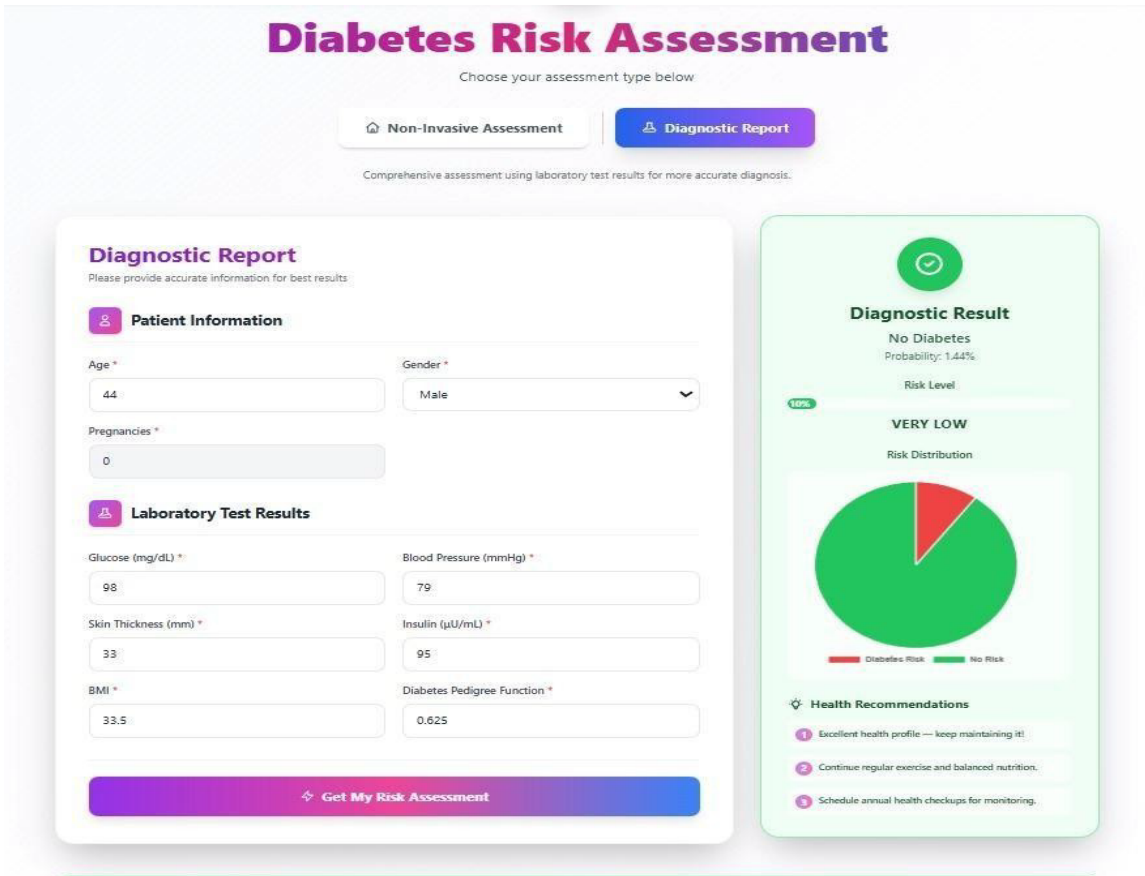 Diabetes Risk Assessment
Choose your assessment type below
Non-Invasive Assessment
Diagnostic Report
Comprehensive assessment using laboratory test results for more accurate diagnosis.
Diagnostic Report
Please provide accurate information for best results
Patient Information
Age *
Gender *
44
Male
Pregnancies *
0
Laboratory Test Results
Glucose (mg/dL) *
Blood Pressure (mmHg) *
98
79
Skin Thickness (mm) *
Insulin (μU/mL) *
33
95
BMI *
Diabetes Pedigree Function *
33.5
0.625
Get My Risk Assessment
Diagnostic Result
No Diabetes
Probability: 1.44%
Risk Level
10%
VERY LOW
Risk Distribution
Diabetes Risk
No Risk
Health Recommendations
1 Excellent health profile — keep maintaining it!
2 Continue regular exercise and balanced nutrition.
3 Schedule annual health checkups for monitoring.